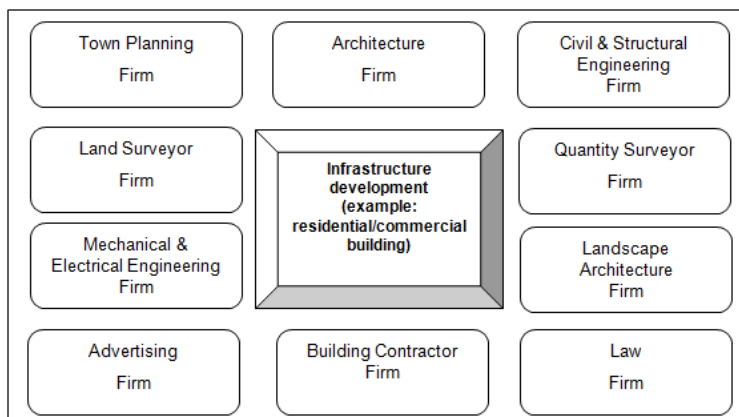 Town Planning
Firm
Architecture
Firm
Civil & Structural
Engineering
Firm
Land Surveyor
Firm
Infrastructure
development
(example:
residential/commercial
building)
Quantity Surveyor
Firm
Mechanical &
Electrical Engineering
Firm
Landscape
Architecture
Firm
Advertising
Firm
Building Contractor
Firm
Law
Firm